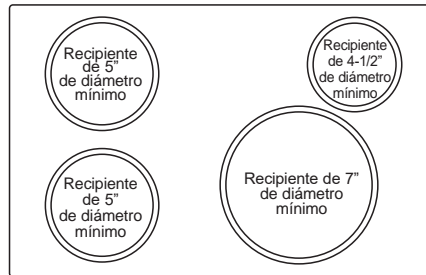 Recipiente
de 5”
de diámetro
mínimo
Recipiente
de 4-1/2”
de diámetro
mínimo
Recipiente
de 5”
de diámetro
mínimo
Recipiente de 7”
de diámetro
mínimo